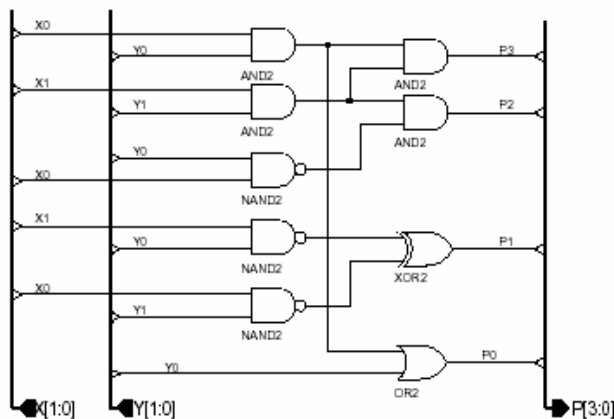 X0
Y0
AND2
AND2
P3
X1
Y1
AND2
AND2
P2
Y0
X0
NAND2
X1
Y0
NAND2
XOR2
P1
X0
Y1
NAND2
Y0
OR2
P0
X[1:0]
Y[1:0]
P[3:0]